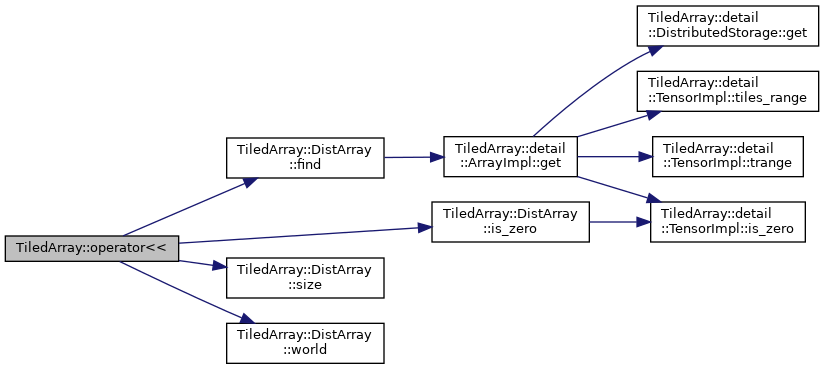 TiledArray::operator<<
TiledArray::DistArray
::find
TiledArray::detail
::ArrayImpl::get
TiledArray::detail
::DistributedStorage::get
TiledArray::detail
::TensorImpl::tiles_range
TiledArray::detail
::TensorImpl::trange
TiledArray::detail
::TensorImpl::is_zero
TiledArray::DistArray
::is_zero
TiledArray::DistArray
::size
TiledArray::DistArray
::world